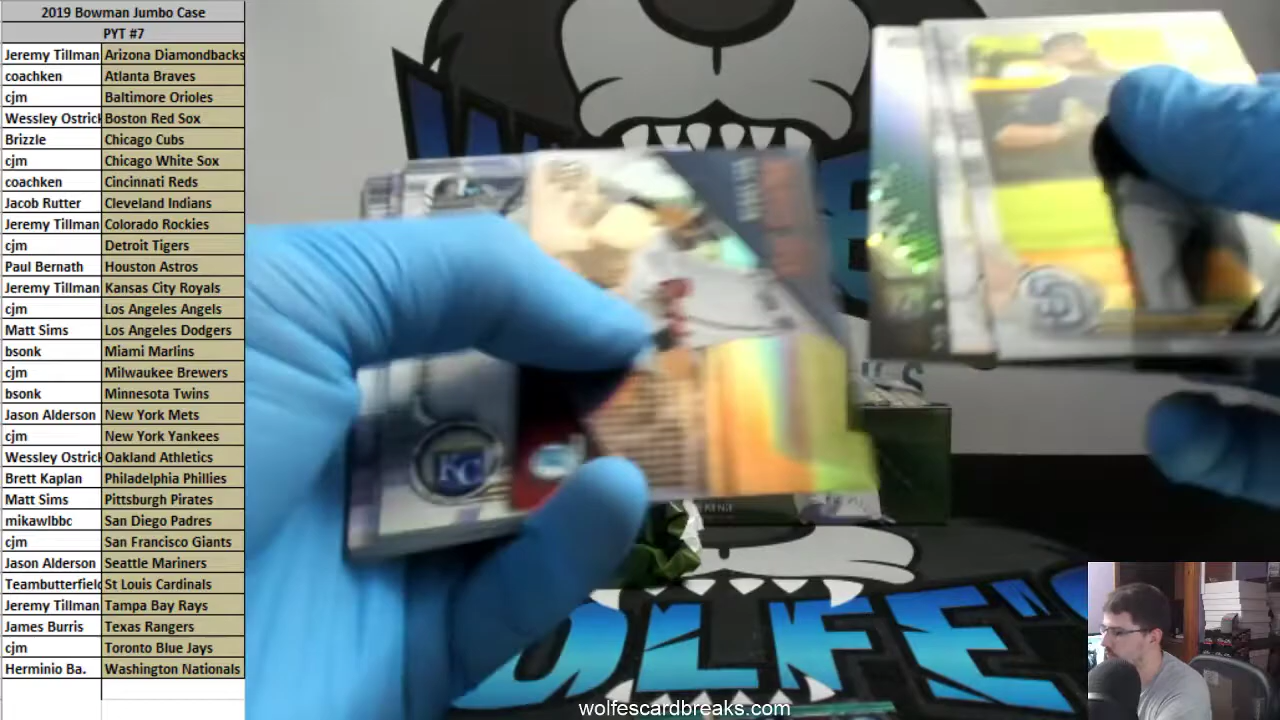 2019 Bowman Jumbo Case
PYT #7
Jeremy Tillman Arizona Diamondbacks
coachken Atlanta Braves
cjm Baltimore Orioles
Wessley Ostrick Boston Red Sox
Brizzle Chicago Cubs
cjm Chicago White Sox
coachken Cincinnati Reds
Jacob Rutter Cleveland Indians
Jeremy Tillman Colorado Rockies
cjm Detroit Tigers
Paul Bernath Houston Astros
Jeremy Tillman Kansas City Royals
cjm Los Angeles Angels
Matt Sims Los Angeles Dodgers
bsonk Miami Marlins
cjm Milwaukee Brewers
bsonk Minnesota Twins
Jason Alderson New York Mets
cjm New York Yankees
Wessley Ostrick Oakland Athletics
Brett Kaplan Philadelphia Phillies
Matt Sims Pittsburgh Pirates
mikawlbbc San Diego Padres
cjm San Francisco Giants
Jason Alderson Seattle Mariners
Teambutterfield St Louis Cardinals
Jeremy Tillman Tampa Bay Rays
James Burris Texas Rangers
cjm Toronto Blue Jays
Herminio Ba. Washington Nationals
KC
SD
OLFE'S
wolfescardbreaks.com